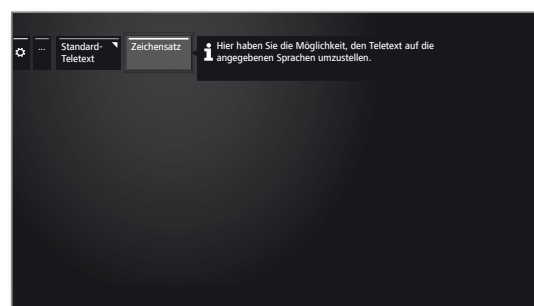 ...
Standard-
Teletext
Zeichensatz
Hier haben Sie die Möglichkeit, den Teletext auf die
angegebenen Sprachen umzustellen.